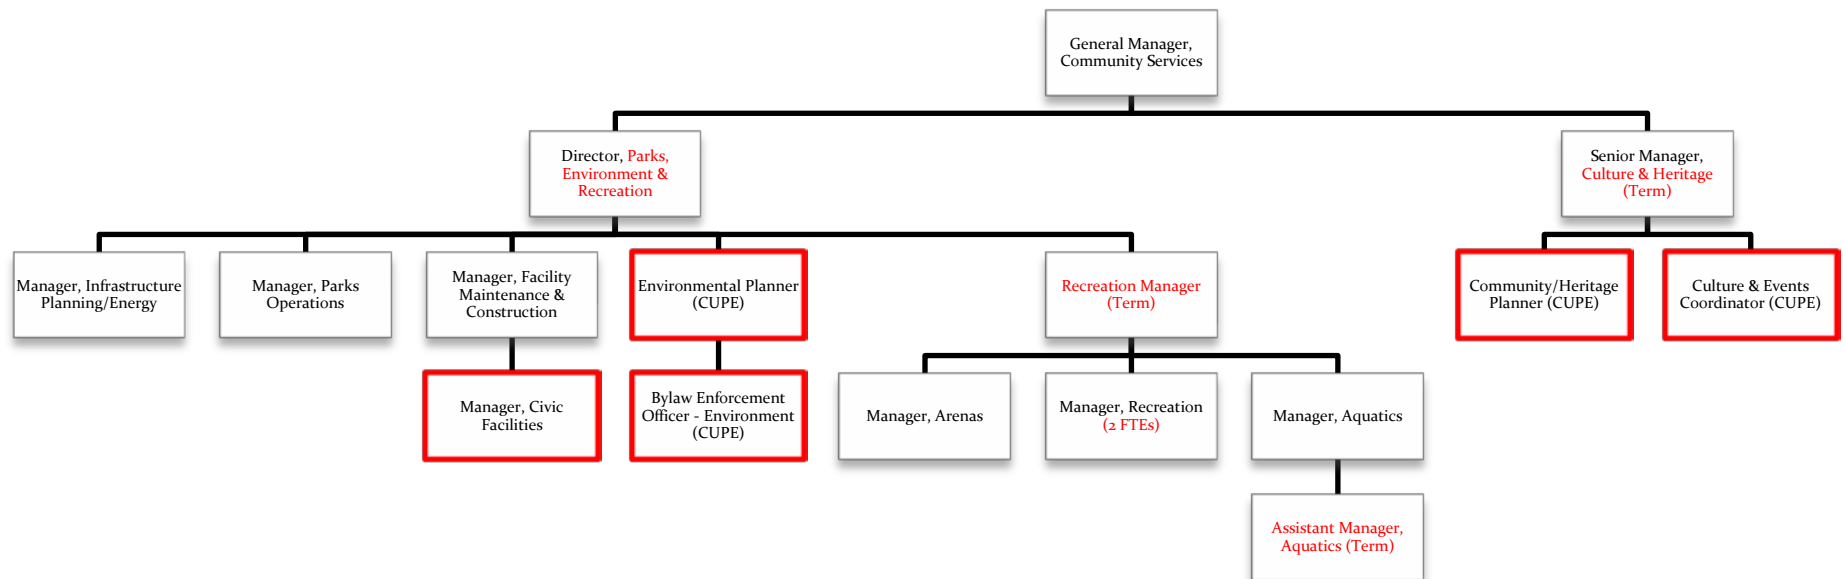 General Manager,
Community Services
Director, Parks,
Environment &
Recreation
Senior Manager,
Culture & Heritage
(Term)
Manager, Infrastructure
Planning/Energy
Manager, Parks
Operations
Manager, Facility
Maintenance &
Construction
Environmental Planner
(CUPE)
Recreation Manager
(Term)
Community/Heritage
Planner (CUPE)
Culture & Events
Coordinator (CUPE)
Manager, Civic
Facilities
Bylaw Enforcement
Officer - Environment
(CUPE)
Manager, Arenas
Manager, Recreation
(2 FTEs)
Manager, Aquatics
Assistant Manager,
Aquatics (Term)